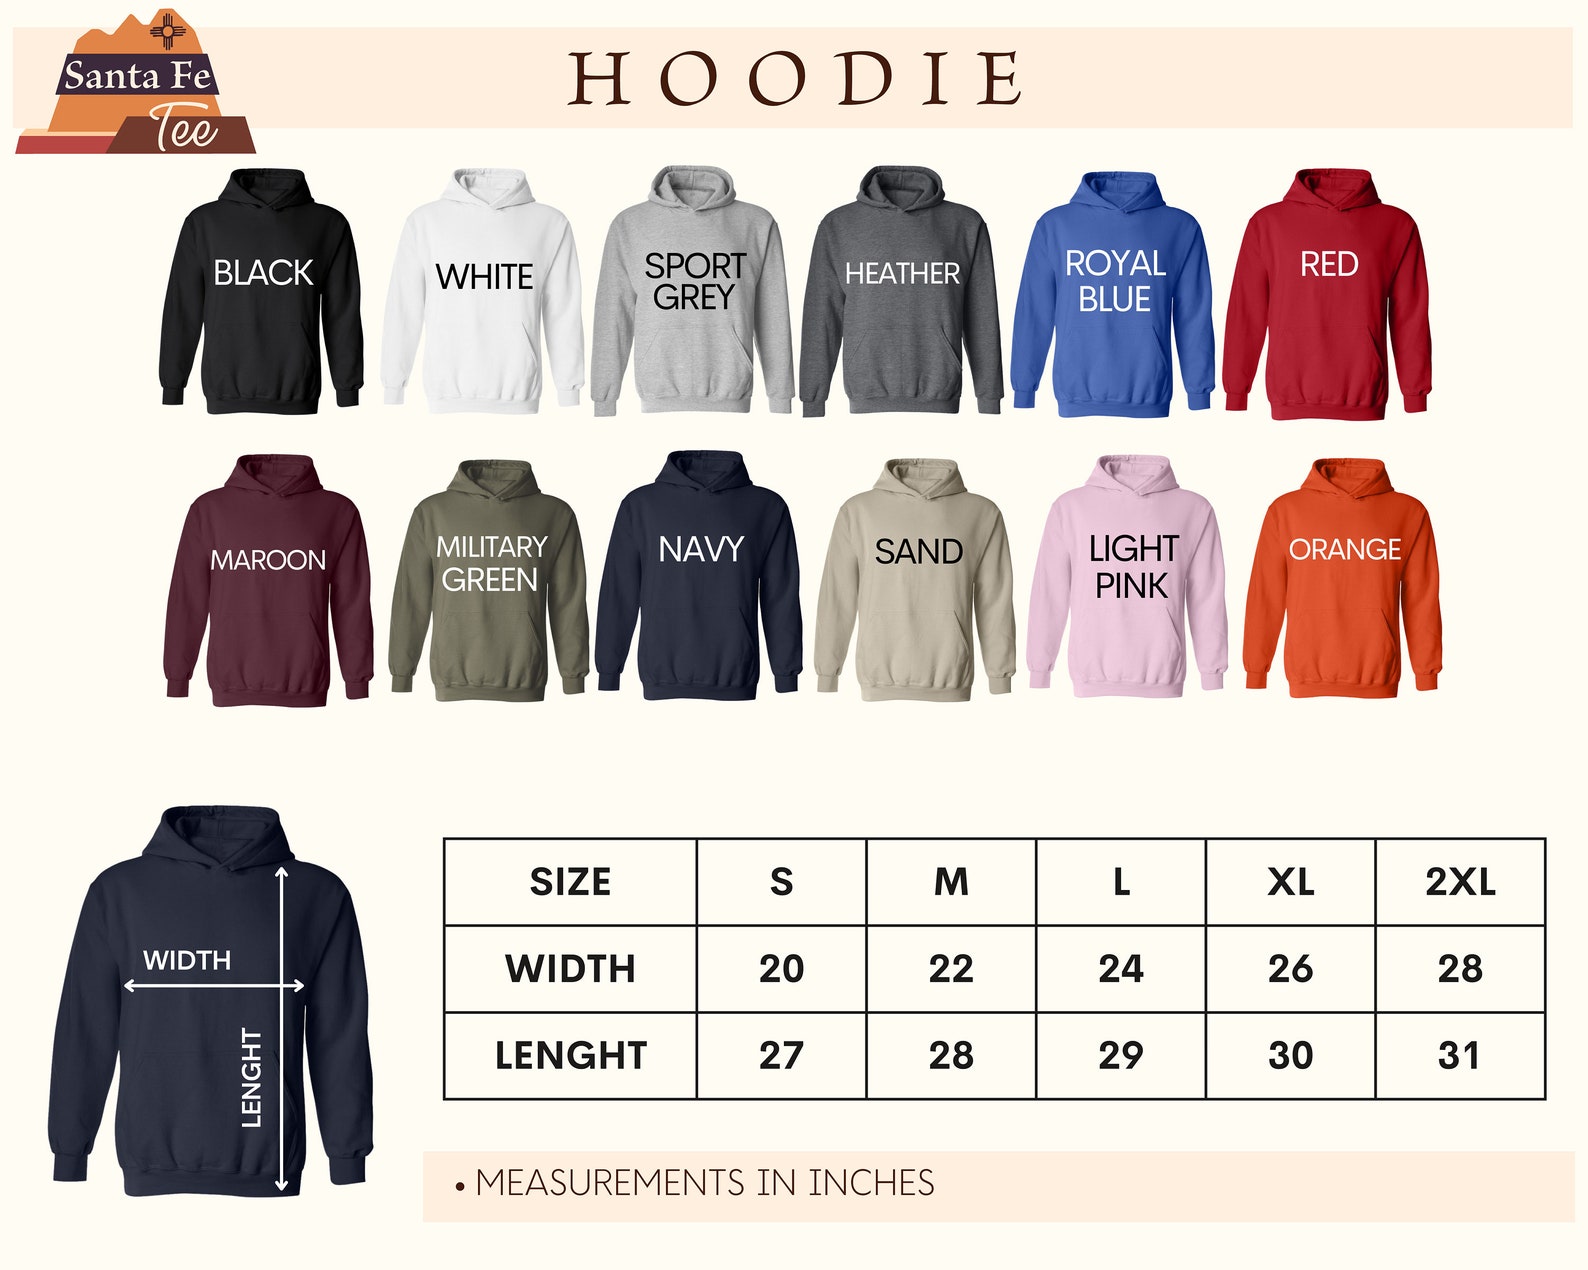 Santa Fe
Tee
HOODIE
BLACK
WHITE
SPORT
GREY
HEATHER
ROYAL
BLUE
RED
MAROON
MILITARY
GREEN
NAVY
SAND
LIGHT
PINK
ORANGE
WIDTH
LENGHT
SIZE S M L XL 2XL
WIDTH 20 22 24 26 28
LENGHT 27 28 29 30 31
• MEASUREMENTS IN INCHES